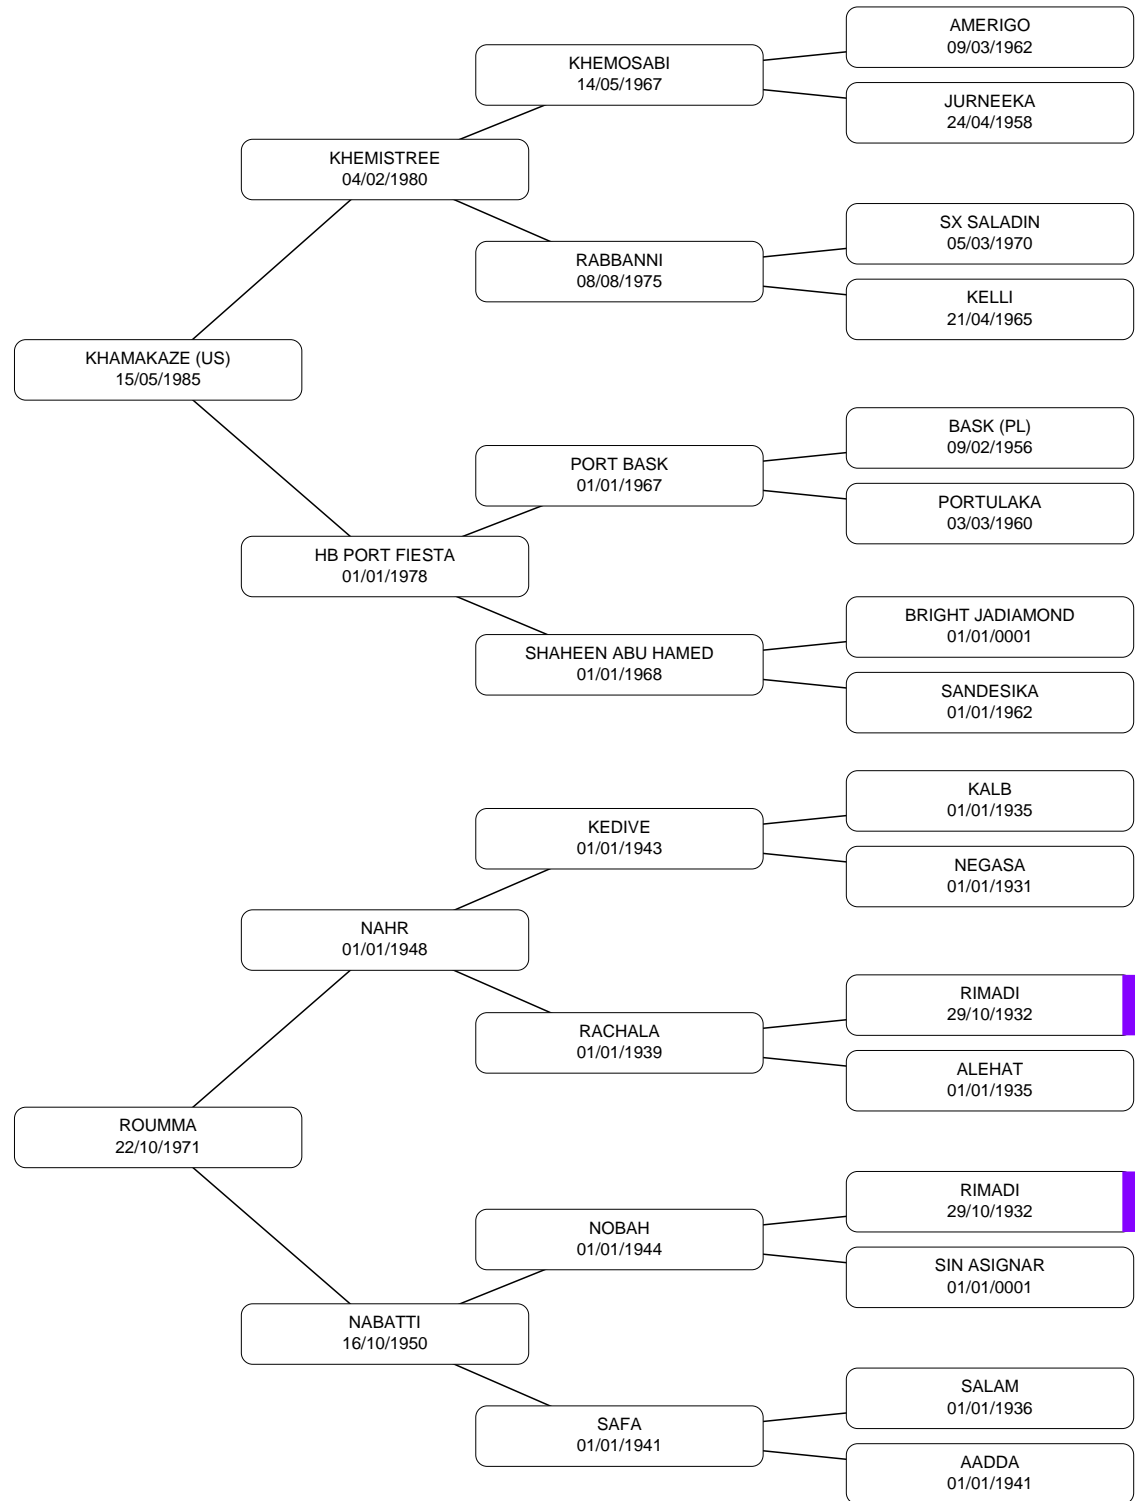 AMERIGO
09/03/1962
KHEMOSABI
14/05/1967
JURNEEKA
24/04/1958
KHEMISTREE
04/02/1980
SX SALADIN
05/03/1970
RABBANNI
08/08/1975
KELLI
21/04/1965
KHAMAKAZE (US)
15/05/1985
BASK (PL)
09/02/1956
PORT BASK
01/01/1967
PORTULAKA
03/03/1960
HB PORT FIESTA
01/01/1978
BRIGHT JADIAMOND
01/01/0001
SHAHEEN ABU HAMED
01/01/1968
SANDESIKA
01/01/1962
KALB
01/01/1935
KEDIVE
01/01/1943
NEGASA
01/01/1931
NAHR
01/01/1948
RIMADI
29/10/1932
RACHALA
01/01/1939
ALEHAT
01/01/1935
ROUMMA
22/10/1971
RIMADI
29/10/1932
NOBAH
01/01/1944
SIN ASIGNAR
01/01/0001
NABATTI
16/10/1950
SALAM
01/01/1936
SAFA
01/01/1941
AADDA
01/01/1941